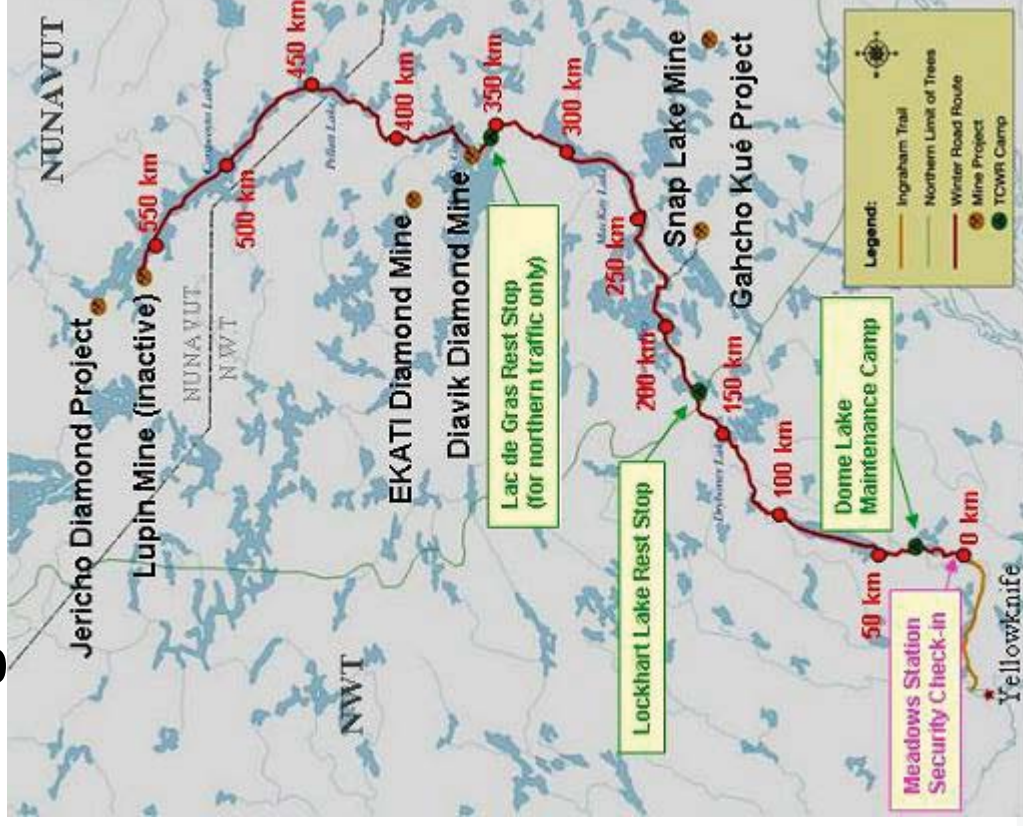 NUNAVUT
Jericho Diamond Project
Lupin Mine (inactive)
550 km
500 km
450 km
NUNAVUT
NWT
400 km
EKATI Diamond Mine
Diavik Diamond Mine
350 km
Lac de Gras Rest Stop
(for northern traffic only)
300 km
MacKay Lake
250 km
Snap Lake Mine
Gahcho Kué Project
200 km
Lockhart Lake Rest Stop
150 km
100 km
Dome Lake
Maintenance Camp
50 km
0 km
Meadows Station
Security Check-in
Yellowknife
NWT
Legend:
Ingraham Trail
Northern Limit of Trees
Winter Road Route
Mine Project
TCWR Camp